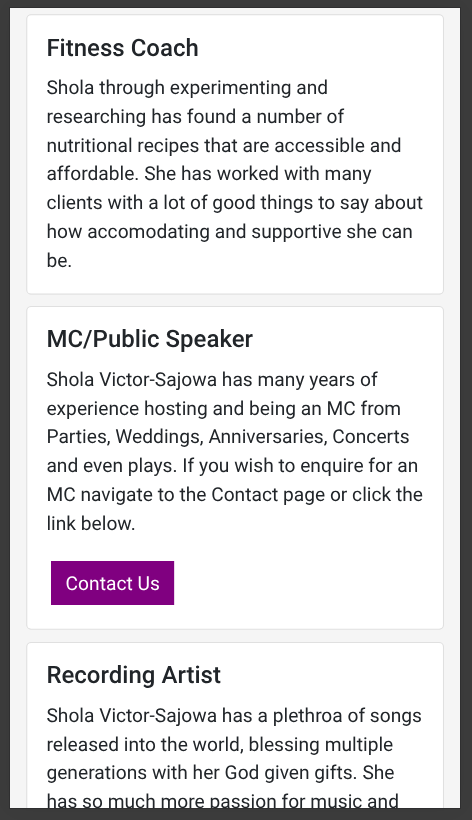 Fitness Coach
Shola through experimenting and
researching has found a number of
nutritional recipes that are accessible and
affordable. She has worked with many
clients with a lot of good things to say about
how accomodating and supportive she can
be.
MC/Public Speaker
Shola Victor-Sajowa has many years of
experience hosting and being an MC from
Parties, Weddings, Anniversaries, Concerts
and even plays. If you wish to enquire for an
MC navigate to the Contact page or click the
link below.
Contact Us
Recording Artist
Shola Victor-Sajowa has a plethroa of songs
released into the world, blessing multiple
generations with her God given gifts. She
has so much more passion for music and